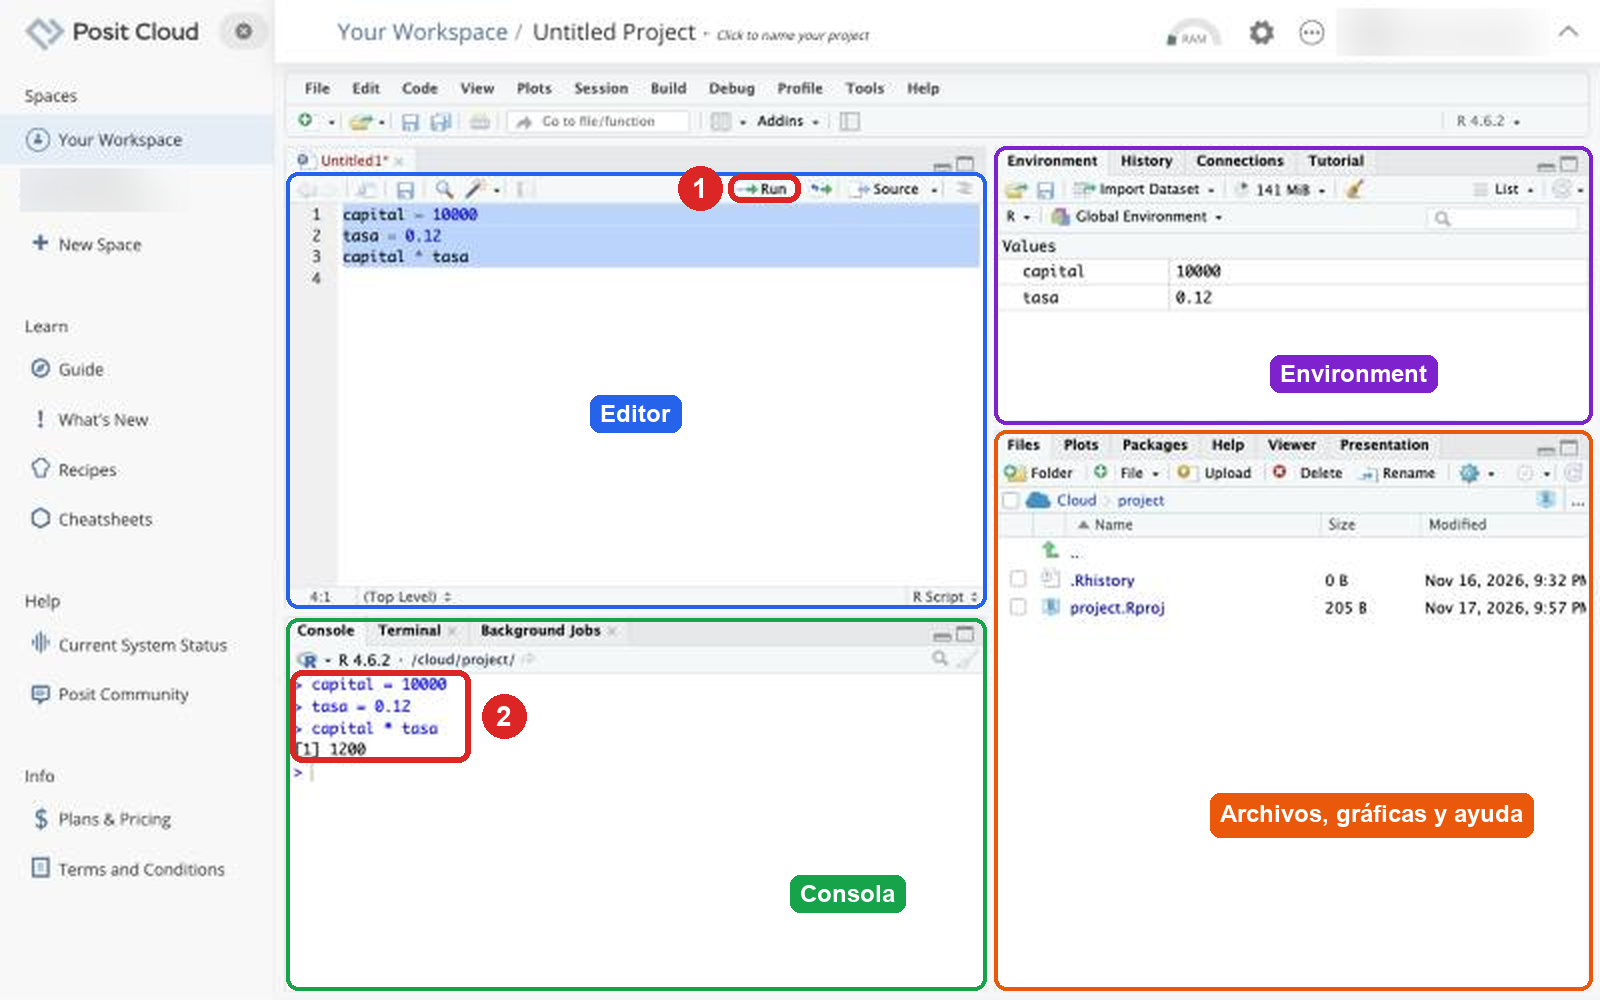 Posit Cloud
Your Workspace / Untitled Project - Click to name your project
RAM
Spaces
Your Workspace
New Space
Learn
Guide
What's New
Recipes
Cheatsheets
Help
Current System Status
Posit Community
Info
Plans & Pricing
Terms and Conditions
File Edit Code View Plots Session Build Debug Profile Tools Help
Go to file/function
Addins
R 4.6.2
Untitled1*
1
Run
Source
1 capital = 10000
2 tasa = 0.12
3 capital * tasa
4
Editor
4:1 (Top Level) R Script
Console Terminal Background Jobs
R 4.6.2 · /cloud/project/
> capital = 10000
> tasa = 0.12
> capital * tasa
[1] 1200
>
2
Consola
Environment History Connections Tutorial
Import Dataset 141 MiB List
R Global Environment
Values
capital 10000
tasa 0.12
Environment
Files Plots Packages Help Viewer Presentation
Folder File Upload Delete Rename
Cloud project ...
Name Size Modified
..
.Rhistory 0 B Nov 16, 2026, 9:32 PM
project.Rproj 205 B Nov 17, 2026, 9:57 PM
Archivos, gráficas y ayuda